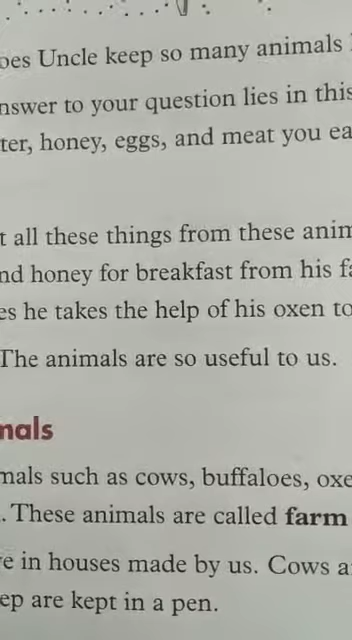 oes Uncle keep so many animals
nswer to your question lies in this
ter, honey, eggs, and meat you ea
t all these things from these anim
nd honey for breakfast from his fa
es he takes the help of his oxen to
The animals are so useful to us.
nals
mals such as cows, buffaloes, oxe
. These animals are called farm
e in houses made by us. Cows a
ep are kept in a pen.